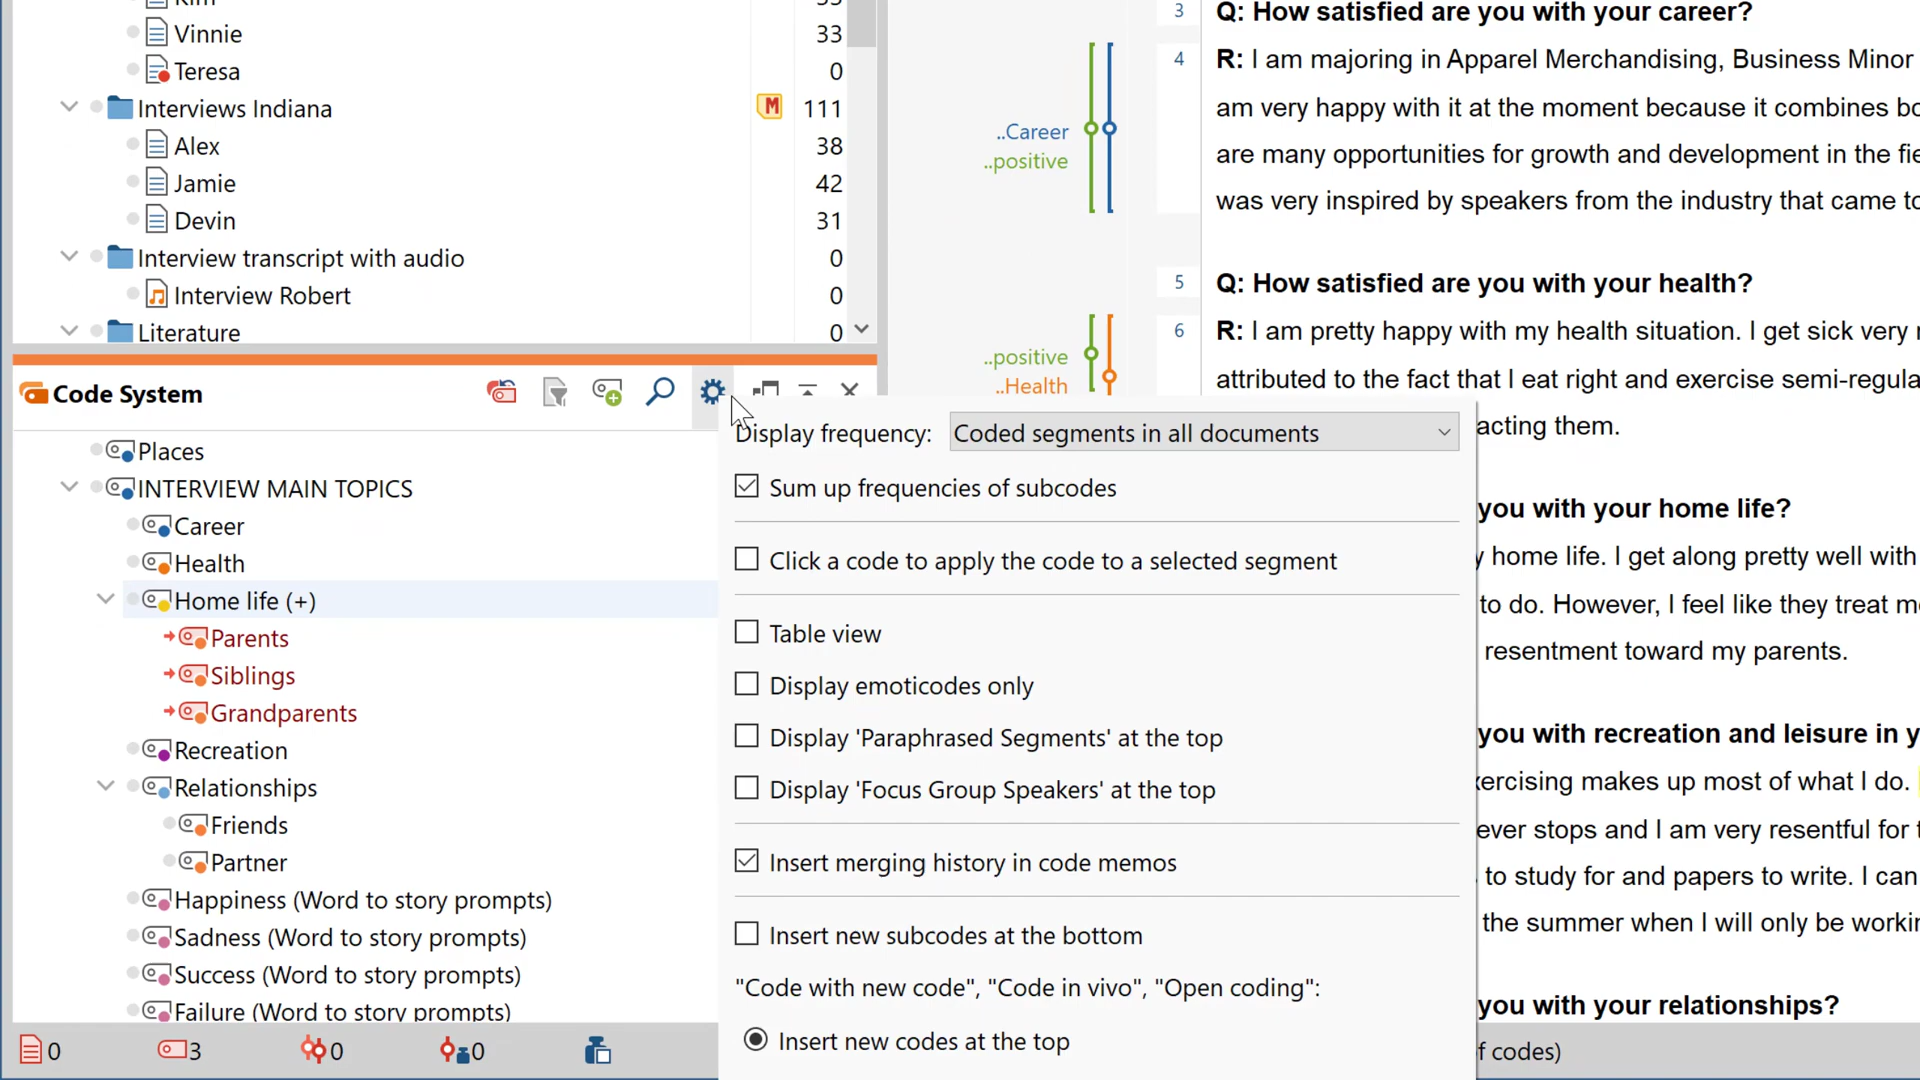 Kim 33
Vinnie 33
Teresa 0
Interviews Indiana M 111
Alex 38
Jamie 42
Devin 31
Interview transcript with audio 0
Interview Robert 0
Literature 0
Code System
Places
INTERVIEW MAIN TOPICS
Career
Health
Home life (+)
Parents
Siblings
Grandparents
Recreation
Relationships
Friends
Partner
Happiness (Word to story prompts)
Sadness (Word to story prompts)
Success (Word to story prompts)
Failure (Word to story prompts)
0 3 0 0
Display frequency: Coded segments in all documents
Sum up frequencies of subcodes
Click a code to apply the code to a selected segment
Table view
Display emoticodes only
Display 'Paraphrased Segments' at the top
Display 'Focus Group Speakers' at the top
Insert merging history in code memos
Insert new subcodes at the bottom
"Code with new code", "Code in vivo", "Open coding":
Insert new codes at the top
..Career
..positive
..positive
..Health
3 Q: How satisfied are you with your career?
4 R: I am majoring in Apparel Merchandising, Business Minor
am very happy with it at the moment because it combines bo
are many opportunities for growth and development in the fie
was very inspired by speakers from the industry that came to
5 Q: How satisfied are you with your health?
6 R: I am pretty happy with my health situation. I get sick very r
attributed to the fact that I eat right and exercise semi-regula
acting them.
you with your home life?
y home life. I get along pretty well with
to do. However, I feel like they treat me
resentment toward my parents.
you with recreation and leisure in y
ercising makes up most of what I do.
ever stops and I am very resentful for t
to study for and papers to write. I can
the summer when I will only be workin
you with your relationships?
f codes)